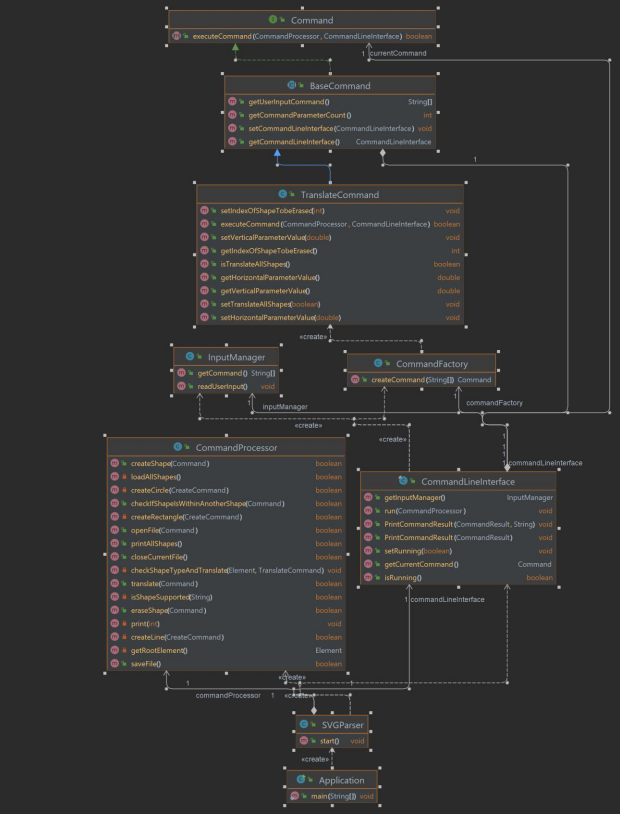 Command
executeCommand(CommandProcessor, CommandLineInterface) boolean
1 currentCommand
BaseCommand
getUserInputCommand() String[]
getCommandParameterCount() int
setCommandLineInterface(CommandLineInterface) void
getCommandLineInterface() CommandLineInterface
1
TranslateCommand
setIndexOfShapeTobeErased(int) void
executeCommand(CommandProcessor, CommandLineInterface) boolean
setVerticalParameterValue(double) void
getIndexOfShapeTobeErased() int
isTranslateAllShapes() boolean
getHorizontalParameterValue() double
getVerticalParameterValue() double
setTranslateAllShapes(boolean) void
setHorizontalParameterValue(double) void
«create»
InputManager
getCommand() String[]
readUserInput() void
CommandFactory
createCommand(String[]) Command
1
inputManager
1
commandFactory
«create»
«create»
1
1
1 commandLineInterface
CommandProcessor
createShape(Command) boolean
loadAllShapes() boolean
createCircle(CreateCommand) boolean
checkIfShapeIsWithinAnotherShape(Command) boolean
createRectangle(CreateCommand) boolean
openFile(Command) boolean
printAllShapes() boolean
closeCurrentFile() boolean
checkShapeTypeAndTranslate(Element, TranslateCommand) void
translate(Command) boolean
isShapeSupported(String) boolean
eraseShape(Command) boolean
print(int) void
createLine(CreateCommand) boolean
getRootElement() Element
saveFile() boolean
CommandLineInterface
getInputManager() InputManager
run(CommandProcessor) void
PrintCommandResult(CommandResult, String) void
PrintCommandResult(CommandResult) void
setRunning(boolean) void
getCurrentCommand() Command
isRunning() boolean
1 commandLineInterface
«create»
1
1
commandProcessor
1
«create»
SVGParser
start() void
«create»
Application
main(String[]) void